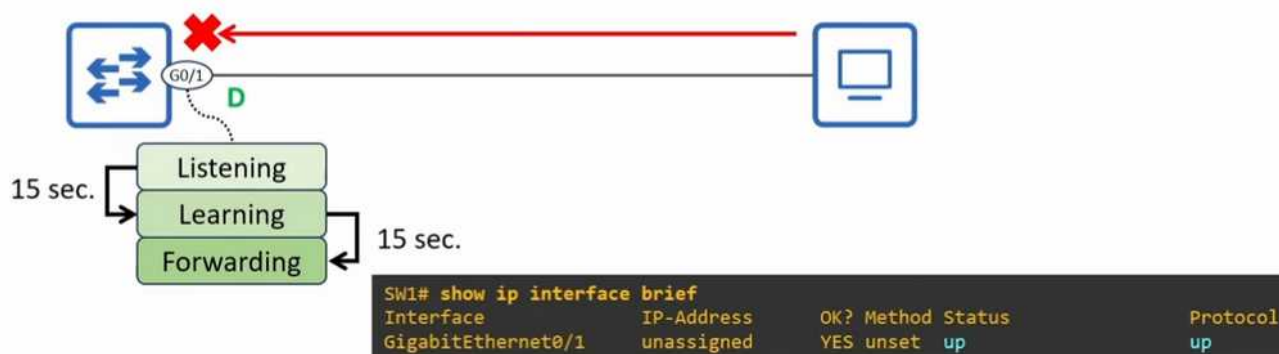 G0/1
D
Listening
15 sec.
Learning
15 sec.
Forwarding
SW1# show ip interface brief
Interface IP-Address OK? Method Status Protocol
GigabitEthernet0/1 unassigned YES unset up up